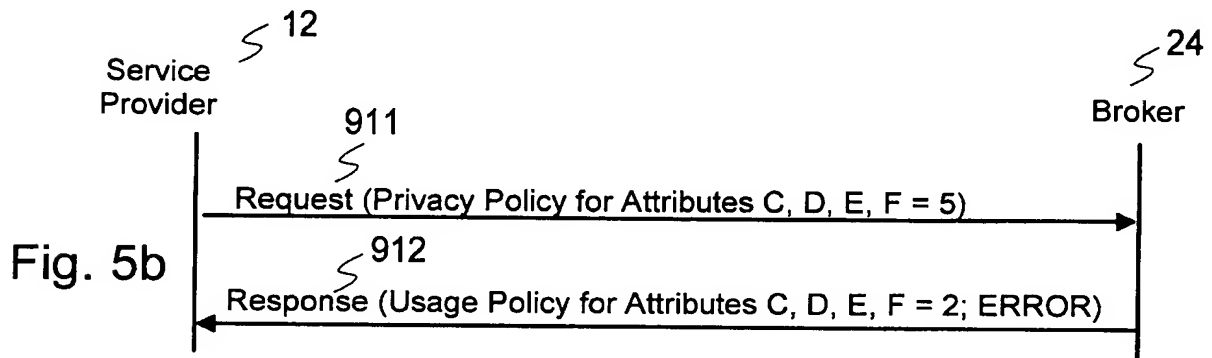 12
24
Service
Provider
Broker
911
Request (Privacy Policy for Attributes C, D, E, F = 5)
Fig. 5b
912
Response (Usage Policy for Attributes C, D, E, F = 2; ERROR)